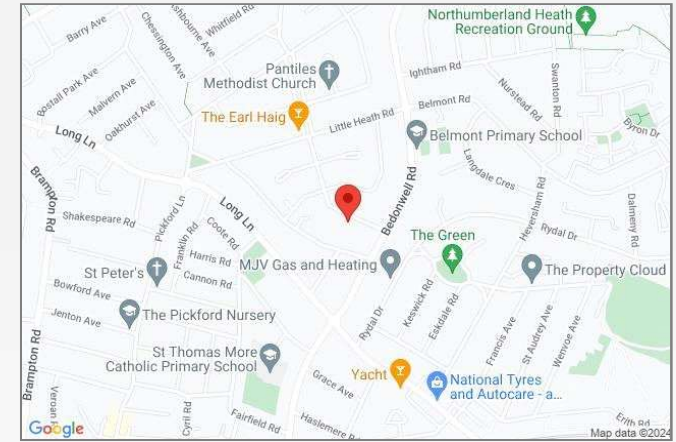 Northumberland Heath
Recreation Ground
Barry Ave
Chessington Ave
Whitfield Rd
Pantiles
Methodist Church
Ightham Rd
Swanton Rd
Nurstead Rd
Bostall Park Ave
Malvern Ave
Oakhurst Ave
The Earl Haig
Little Heath Rd
Belmont Rd
Belmont Primary School
Byron Dr
Long Ln
Langdale Cres
Brampton Rd
Pickford Ln
Long Ln
Bedonwell Rd
Heversham Rd
Dalmeny Rd
Shakespeare Rd
Franklin Rd
Coote Rd
Rydal Dr
The Green
Harris Rd
St Peter's
MJV Gas and Heating
The Property Cloud
Cannon Rd
Bowford Ave
Keswick Rd
Eskdale Rd
Jenton Ave
The Pickford Nursery
Rydal Dr
Francis Ave
St Audrey Ave
Wenvoe Ave
Brampton Rd
St Thomas More
Catholic Primary School
Grace Ave
Yacht
National Tyres
and Autocare - a...
Cyril Rd
Fairfield Rd
Haslemere
Erith Rd
Google
Map data ©2024